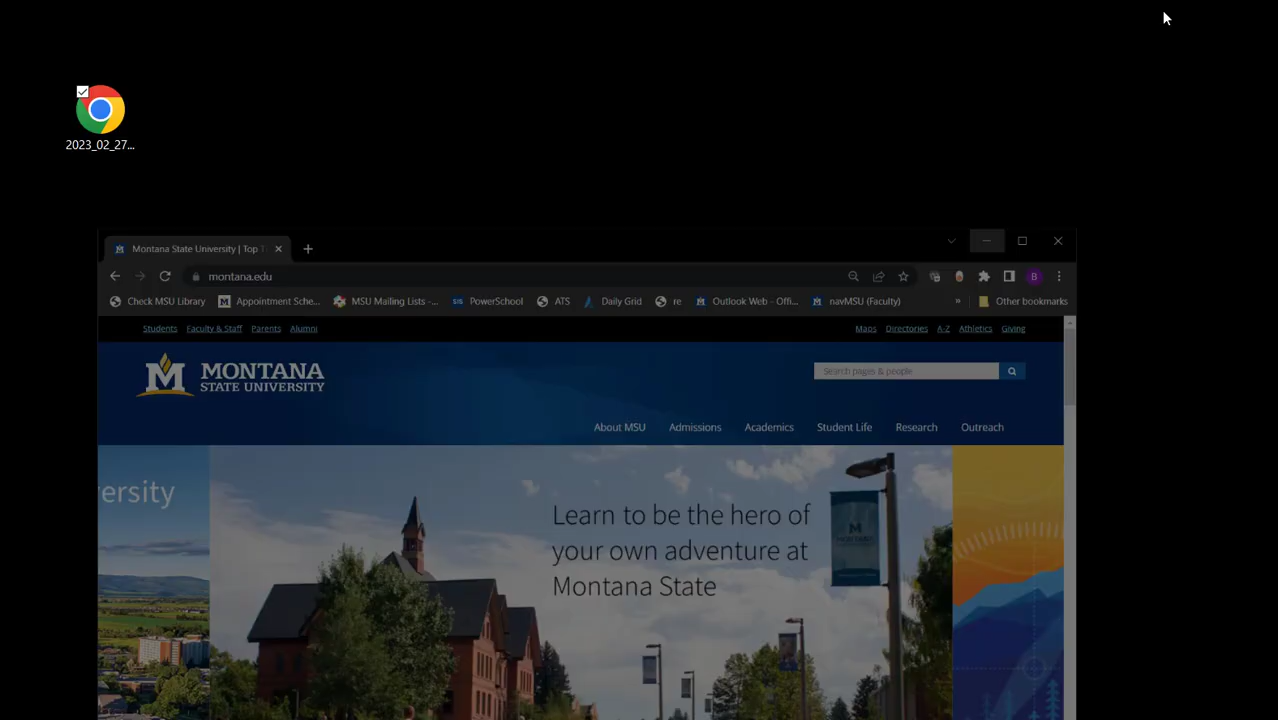 2023_02_27...
Montana State University | Top
montana.edu
B
Check MSU Library
M
Appointment Sche...
MSU Mailing Lists -...
SIS
PowerSchool
ATS
Daily Grid
re
Outlook Web - Offi...
navMSU (Faculty)
»
Other bookmarks
Students
Faculty & Staff
Parents
Alumni
Maps
Directories
A-Z
Athletics
Giving
M
MONTANA
STATE UNIVERSITY
Search pages & people
About MSU
Admissions
Academics
Student Life
Research
Outreach
ersity
Learn to be the hero of
your own adventure at
Montana State
M